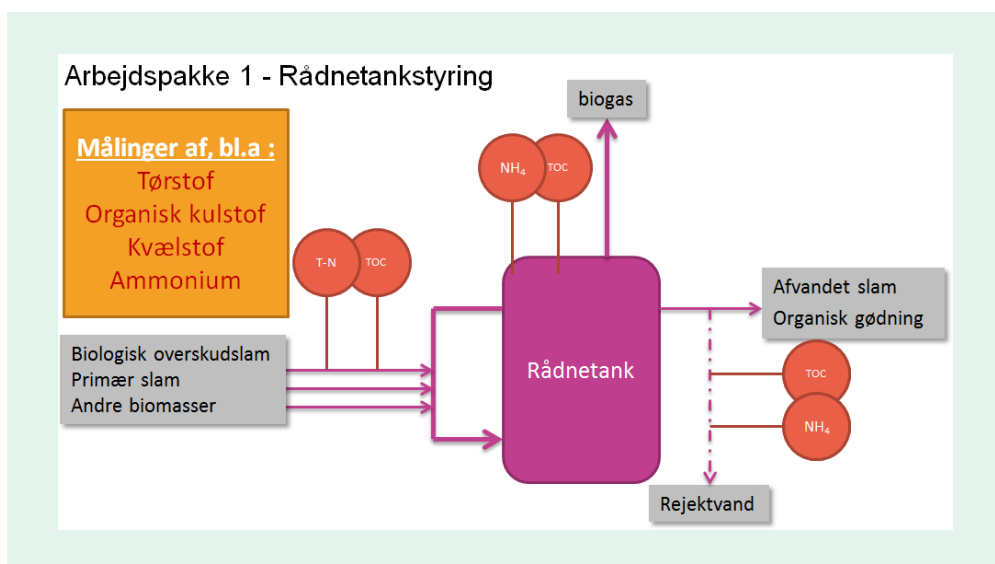 Arbejdspakke 1 - Rådnetankstyring
biogas
Målinger af, bl.a :
Tørstof
Organisk kulstof
Kvælstof
Ammonium
NH₄
TOC
T-N
TOC
Biologisk overskudslam
Primær slam
Andre biomasser
Rådnetank
Afvandet slam
Organisk gødning
TOC
NH₄
Rejektvand